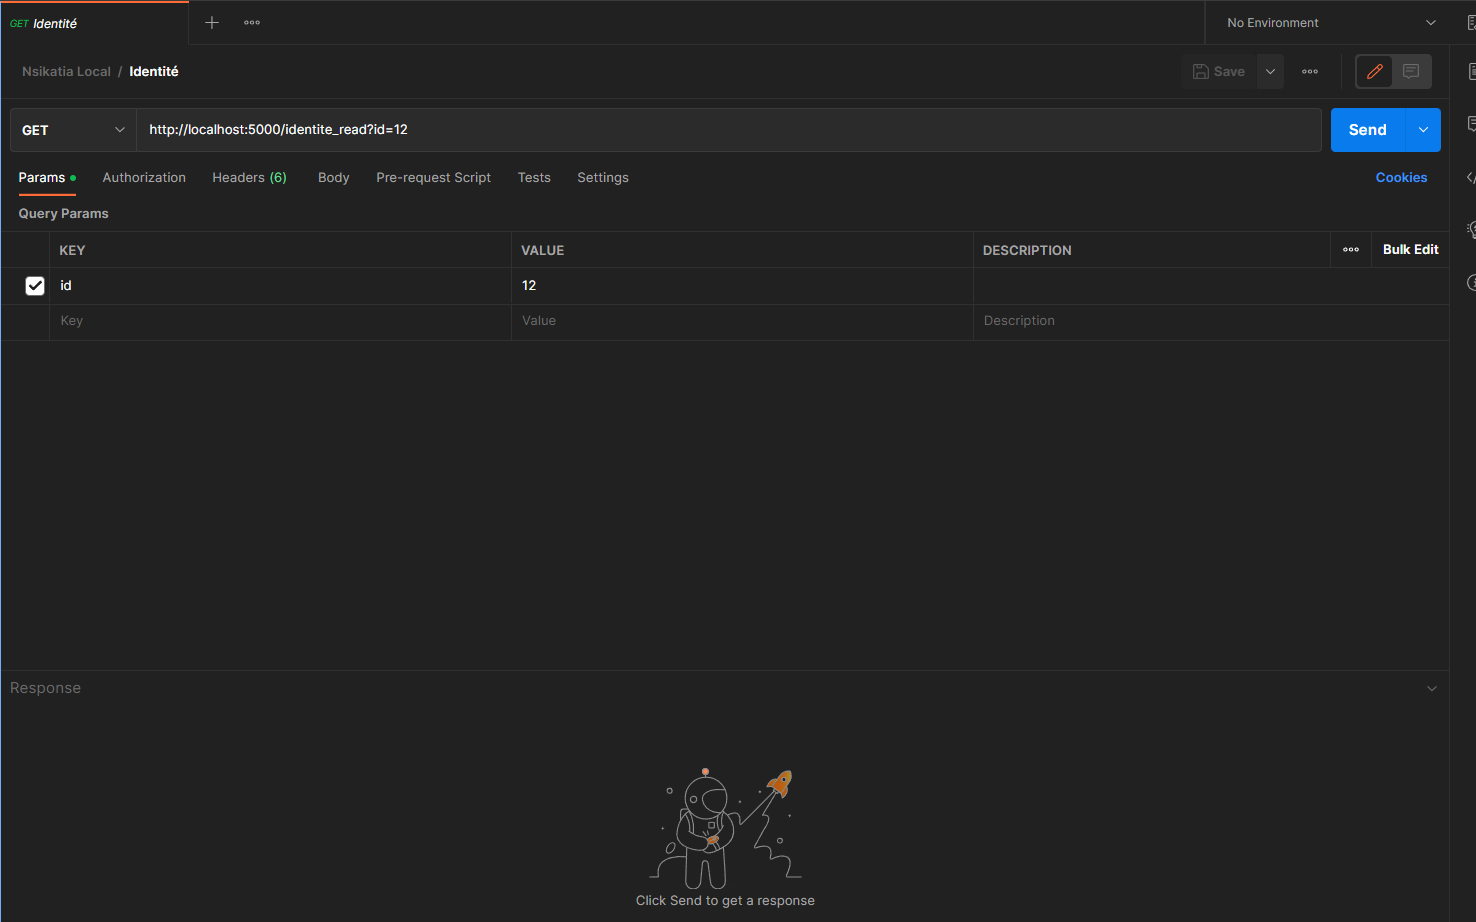 GET Identité
No Environment
Nsikatia Local / Identité
Save
GET http://localhost:5000/identite_read?id=12 Send
Params Authorization Headers (6) Body Pre-request Script Tests Settings Cookies
Query Params
KEY VALUE DESCRIPTION Bulk Edit
id 12
Key Value Description
Response
Click Send to get a response